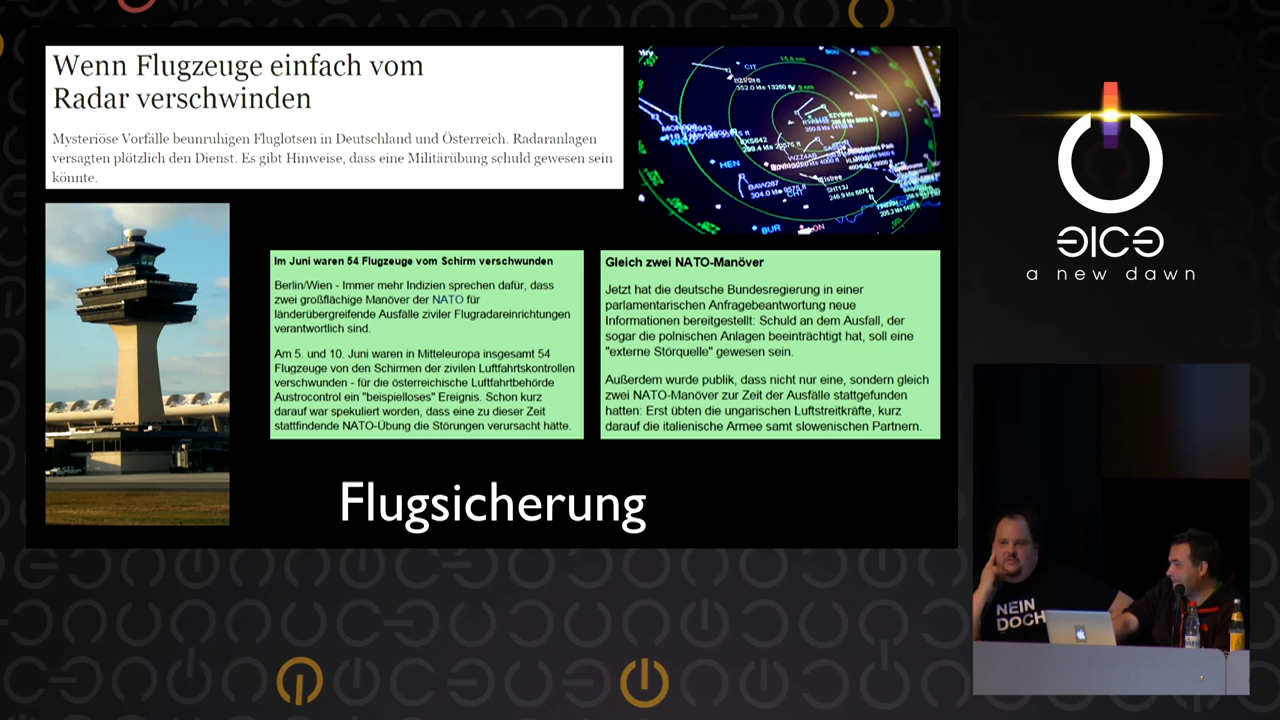 Wenn Flugzeuge einfach vom
Radar verschwinden
Mysteriöse Vorfälle beunruhigen Fluglotsen in Deutschland und Österreich. Radaranlagen
versagten plötzlich den Dienst. Es gibt Hinweise, dass eine Militärübung schuld gewesen sein
könnte.
CIT
HEN
BAW287
BUR
Im Juni waren 54 Flugzeuge vom Schirm verschwunden
Berlin/Wien - Immer mehr Indizien sprechen dafür, dass
zwei großflächige Manöver der NATO für
länderübergreifende Ausfälle ziviler Flugradareinrichtungen
verantwortlich sind.
Am 5. und 10. Juni waren in Mitteleuropa insgesamt 54
Flugzeuge von den Schirmen der zivilen Luftfahrtskontrollen
verschwunden - für die österreichische Luftfahrtbehörde
Austrocontrol ein "beispielloses" Ereignis. Schon kurz
darauf war spekuliert worden, dass eine zu dieser Zeit
stattfindende NATO-Übung die Störungen verursacht hätte.
Gleich zwei NATO-Manöver
Jetzt hat die deutsche Bundesregierung in einer
parlamentarischen Anfragebeantwortung neue
Informationen bereitgestellt: Schuld an dem Ausfall, der
sogar die polnischen Anlagen beeinträchtigt hat, soll eine
"externe Störquelle" gewesen sein.
Außerdem wurde publik, dass nicht nur eine, sondern gleich
zwei NATO-Manöver zur Zeit der Ausfälle stattgefunden
hatten: Erst übten die ungarischen Luftstreitkräfte, kurz
darauf die italienische Armee samt slowenischen Partnern.
Flugsicherung
a new dawn
NEIN
DOCH